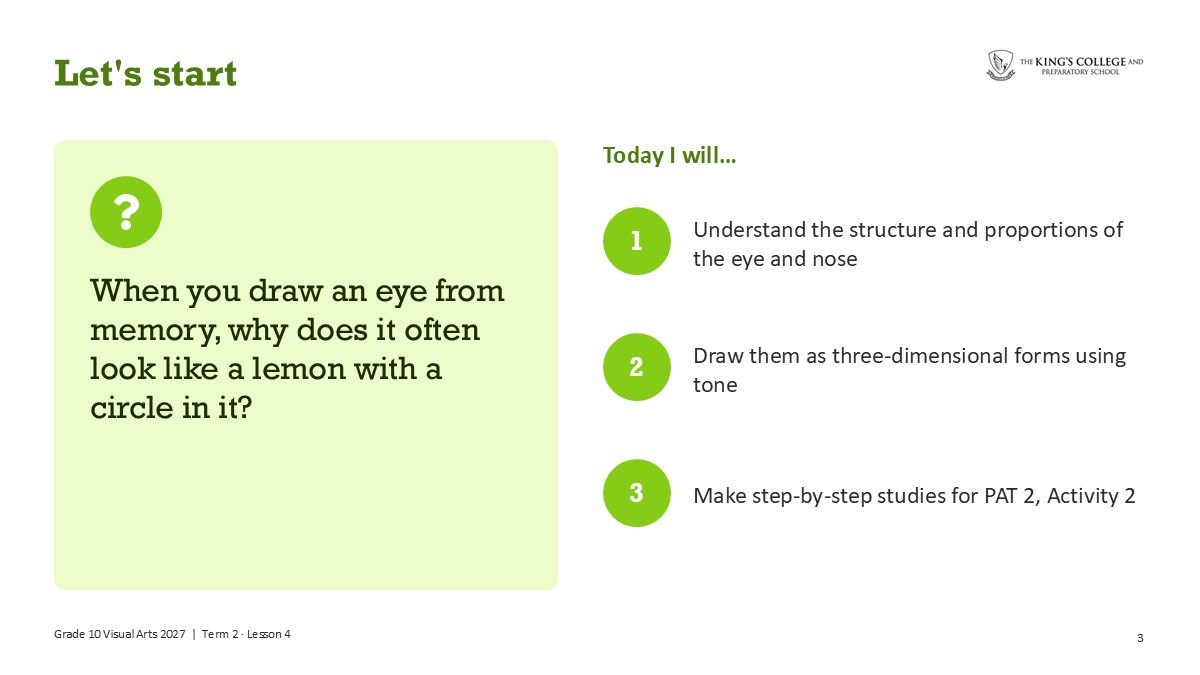 Let's start
THE KING'S COLLEGE AND
PREPARATORY SCHOOL
?
When you draw an eye from
memory, why does it often
look like a lemon with a
circle in it?
Today I will...
1
Understand the structure and proportions of
the eye and nose
2
Draw them as three-dimensional forms using
tone
3
Make step-by-step studies for PAT 2, Activity 2
Grade 10 Visual Arts 2027 | Term 2 · Lesson 4
3